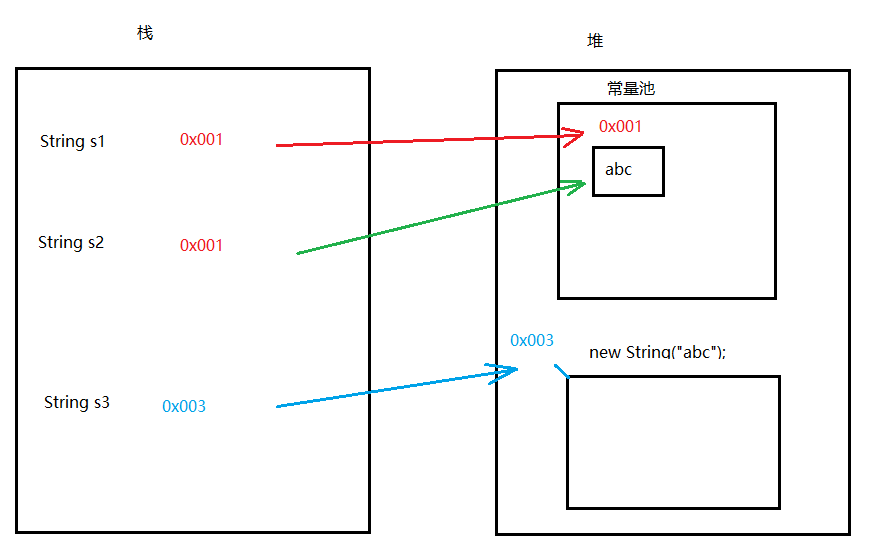 栈
堆
常量池
String s1
0x001
0x001
abc
String s2
0x001
0x003
new String("abc");
String s3
0x003